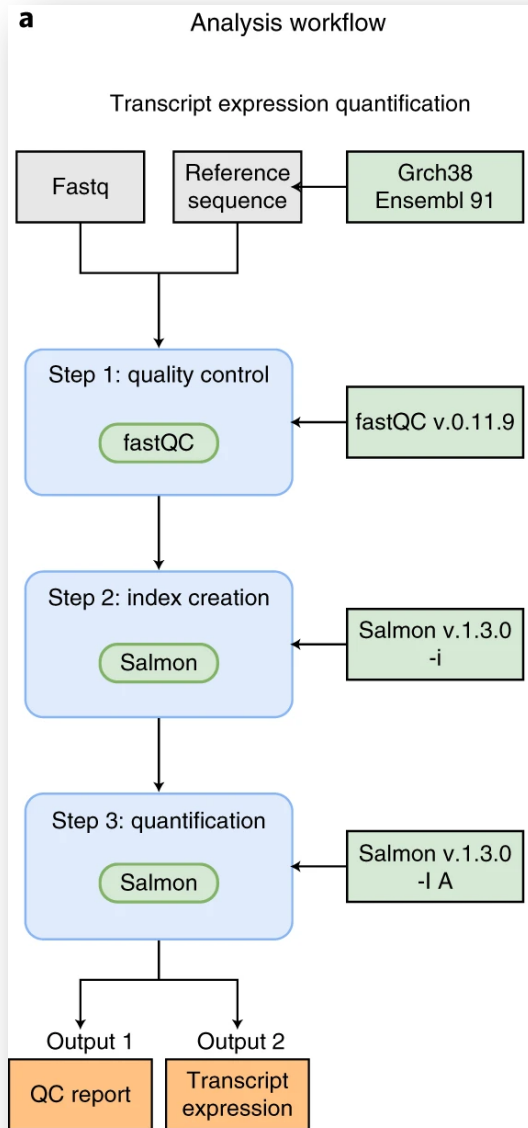 a
Analysis workflow
Transcript expression quantification
Fastq
Reference
sequence
Grch38
Ensembl 91
Step 1: quality control
fastQC
fastQC v.0.11.9
Step 2: index creation
Salmon
Salmon v.1.3.0
-i
Step 3: quantification
Salmon
Salmon v.1.3.0
-I A
Output 1
Output 2
QC report
Transcript
expression